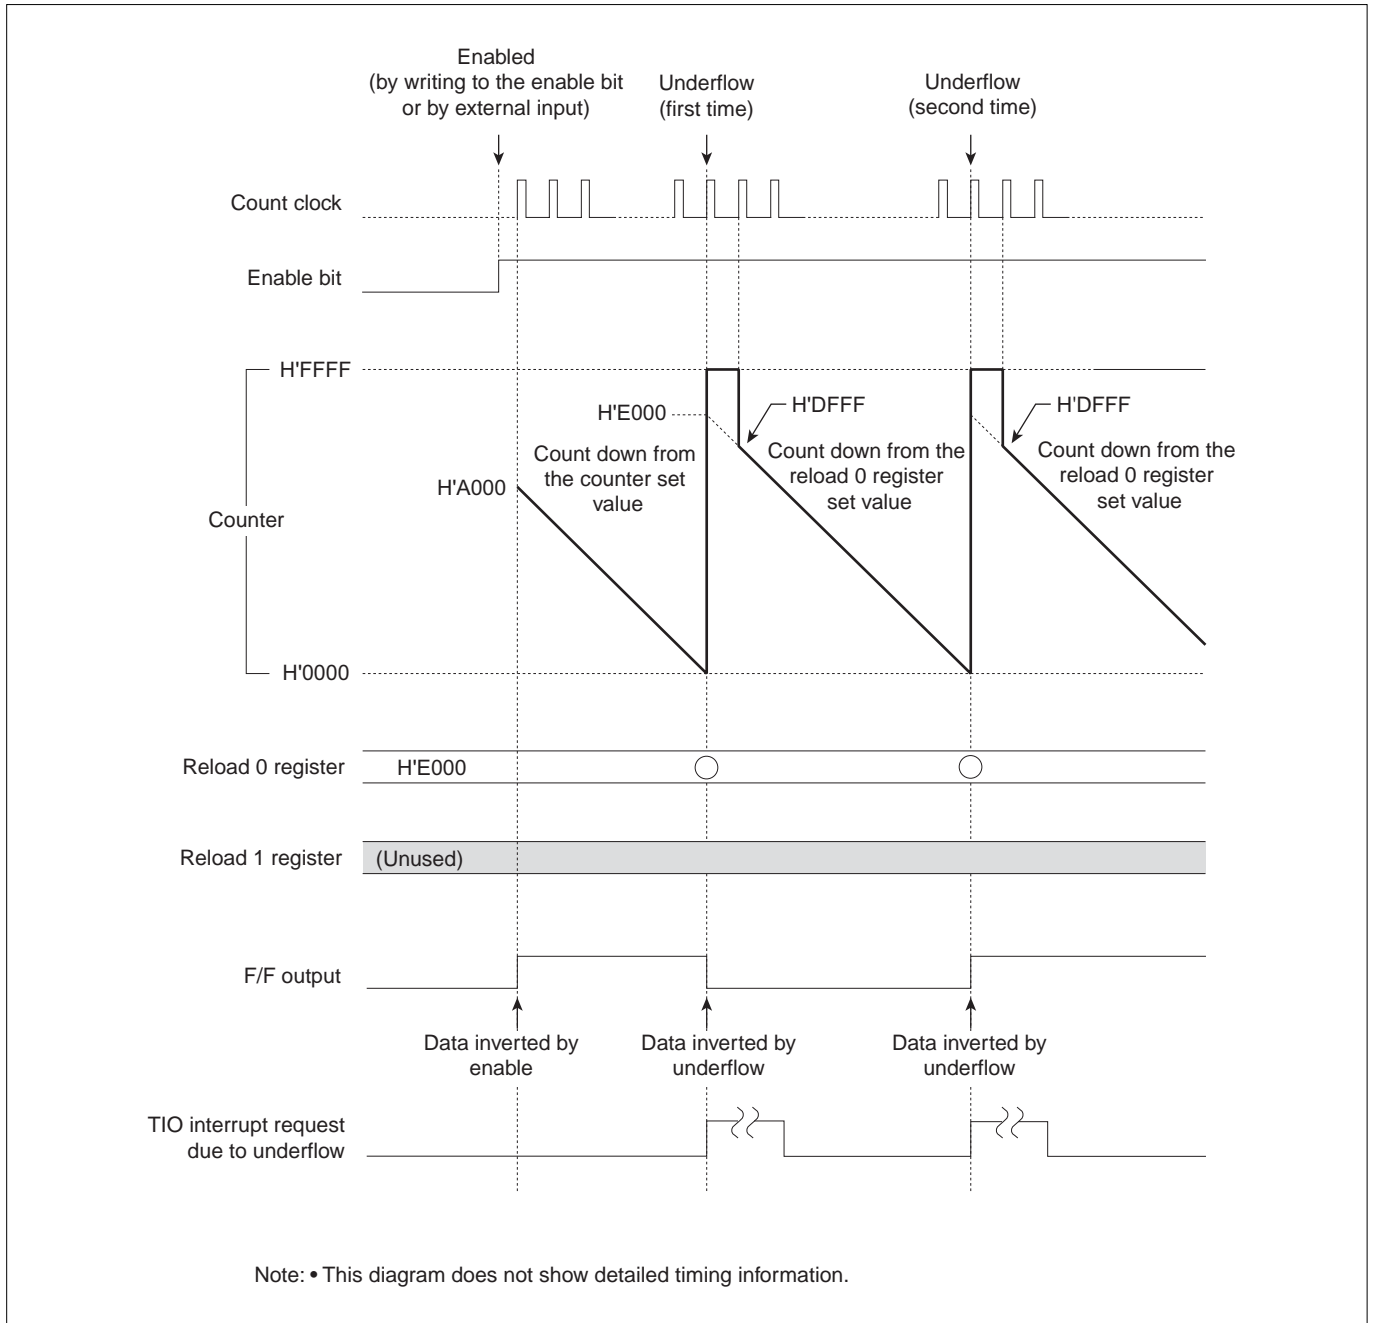 Enabled
(by writing to the enable bit
or by external input)
Underflow
(first time)
Underflow
(second time)
Count clock
Enable bit
H'FFFF
H'E000
H'DFFF
H'DFFF
Count down from
the counter set
value
Count down from the
reload 0 register
set value
Count down from the
reload 0 register
set value
H'A000
Counter
H'0000
Reload 0 register
H'E000
Reload 1 register
(Unused)
F/F output
Data inverted by
enable
Data inverted by
underflow
Data inverted by
underflow
TIO interrupt request
due to underflow
Note: • This diagram does not show detailed timing information.